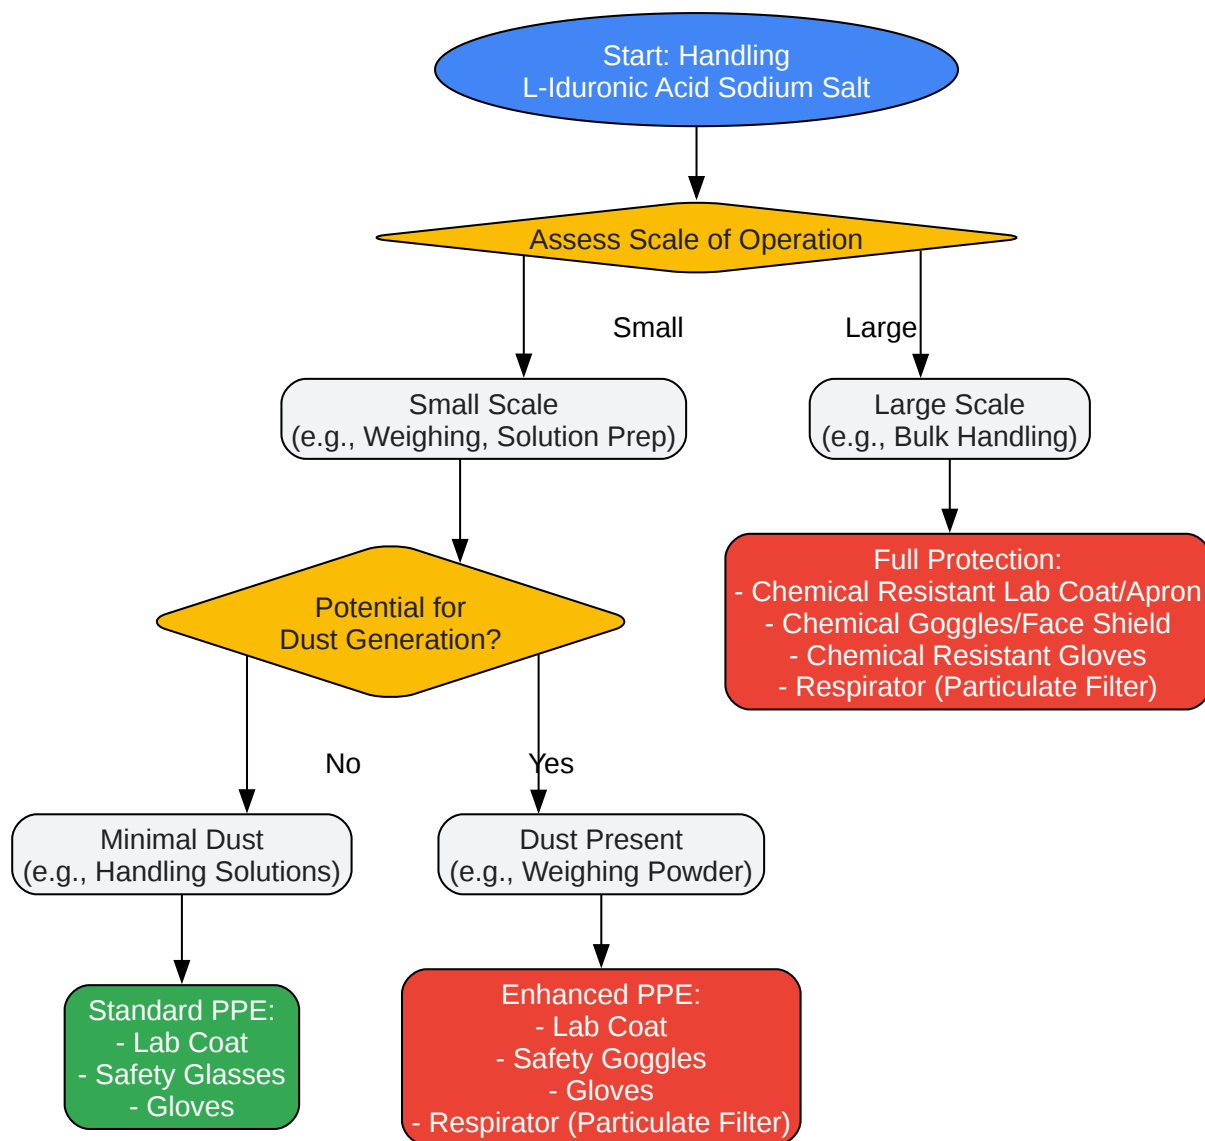 Start: Handling
L-Iduronic Acid Sodium Salt
Assess Scale of Operation
Small
Large
Small Scale
(e.g., Weighing, Solution Prep)
Large Scale
(e.g., Bulk Handling)
Full Protection:
- Chemical Resistant Lab Coat/Apron
- Chemical Goggles/Face Shield
- Chemical Resistant Gloves
- Respirator (Particulate Filter)
Potential for
Dust Generation?
No
Yes
Minimal Dust
(e.g., Handling Solutions)
Dust Present
(e.g., Weighing Powder)
Standard PPE:
- Lab Coat
- Safety Glasses
- Gloves
Enhanced PPE:
- Lab Coat
- Safety Goggles
- Gloves
- Respirator (Particulate Filter)